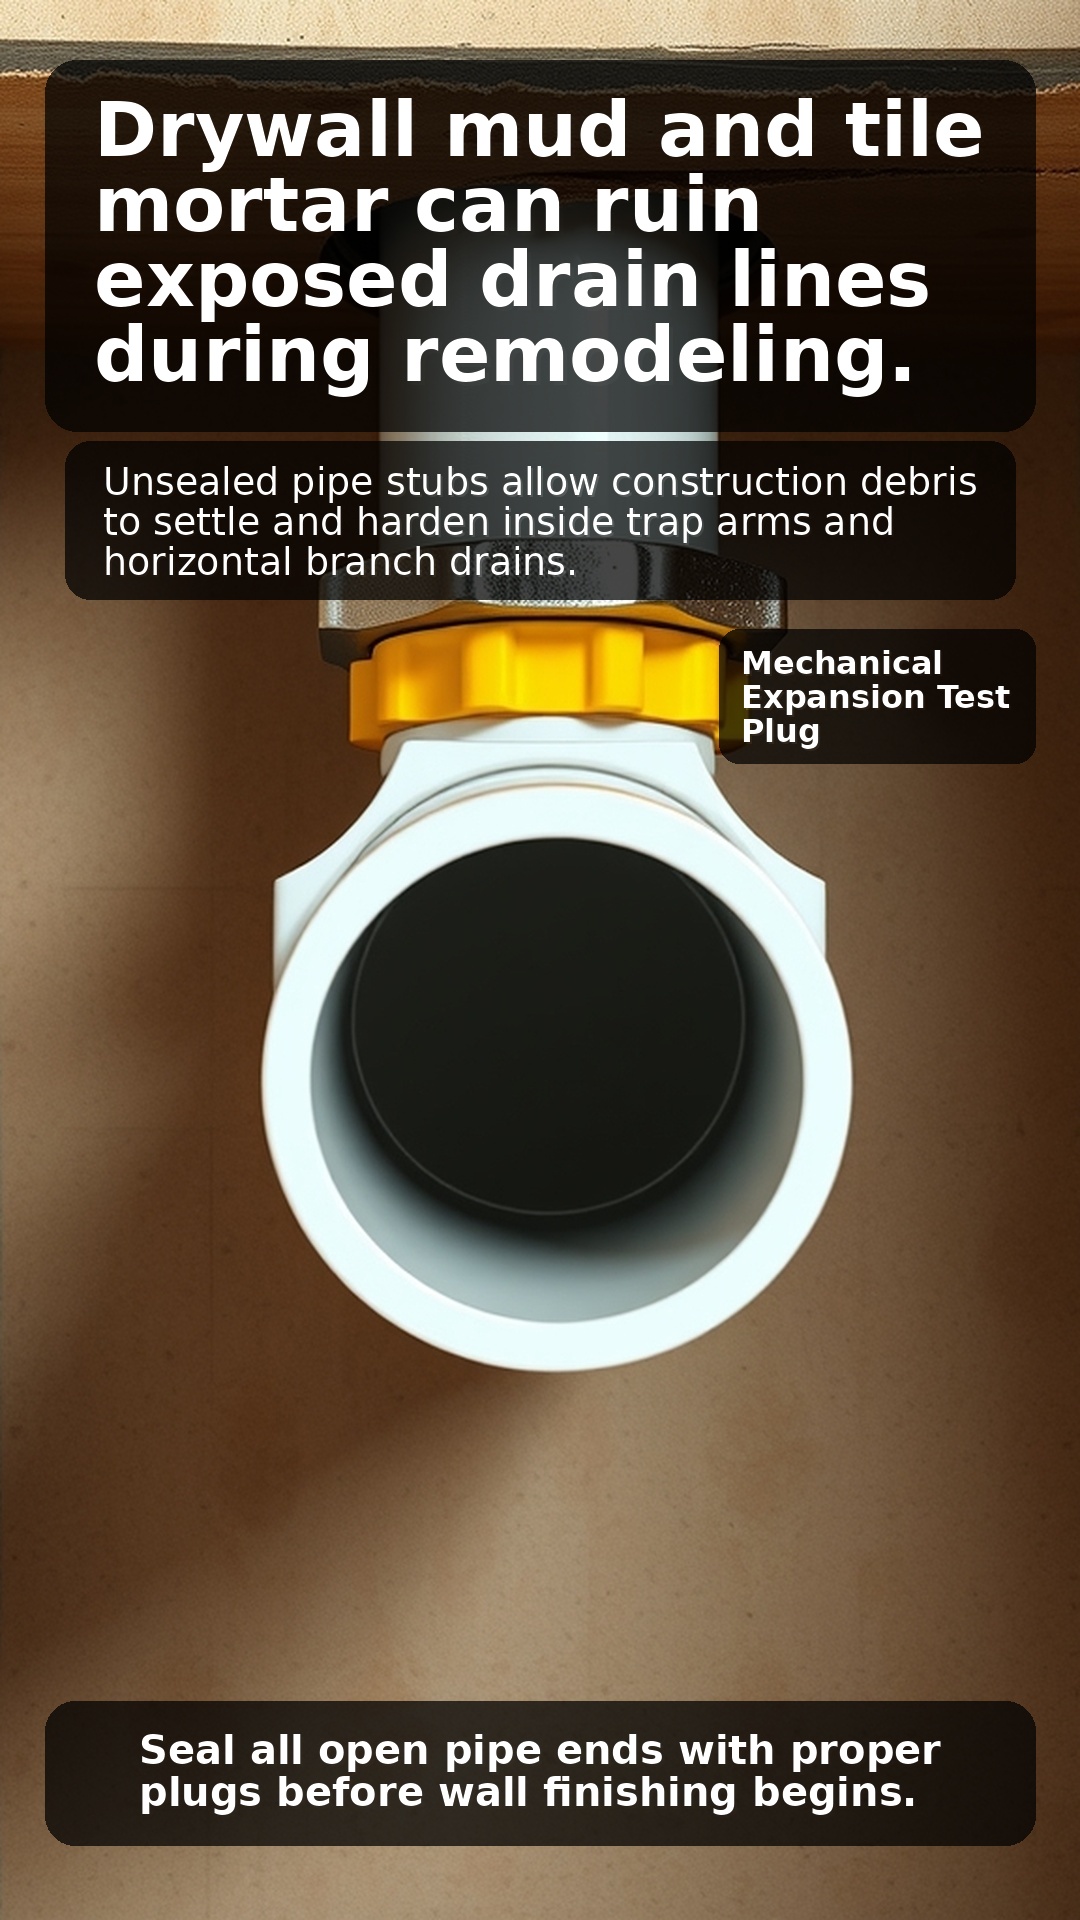 Drywall mud and tile
mortar can ruin
exposed drain lines
during remodeling.
Unsealed pipe stubs allow construction debris
to settle and harden inside trap arms and
horizontal branch drains.
Mechanical
Expansion Test
Plug
Seal all open pipe ends with proper
plugs before wall finishing begins.